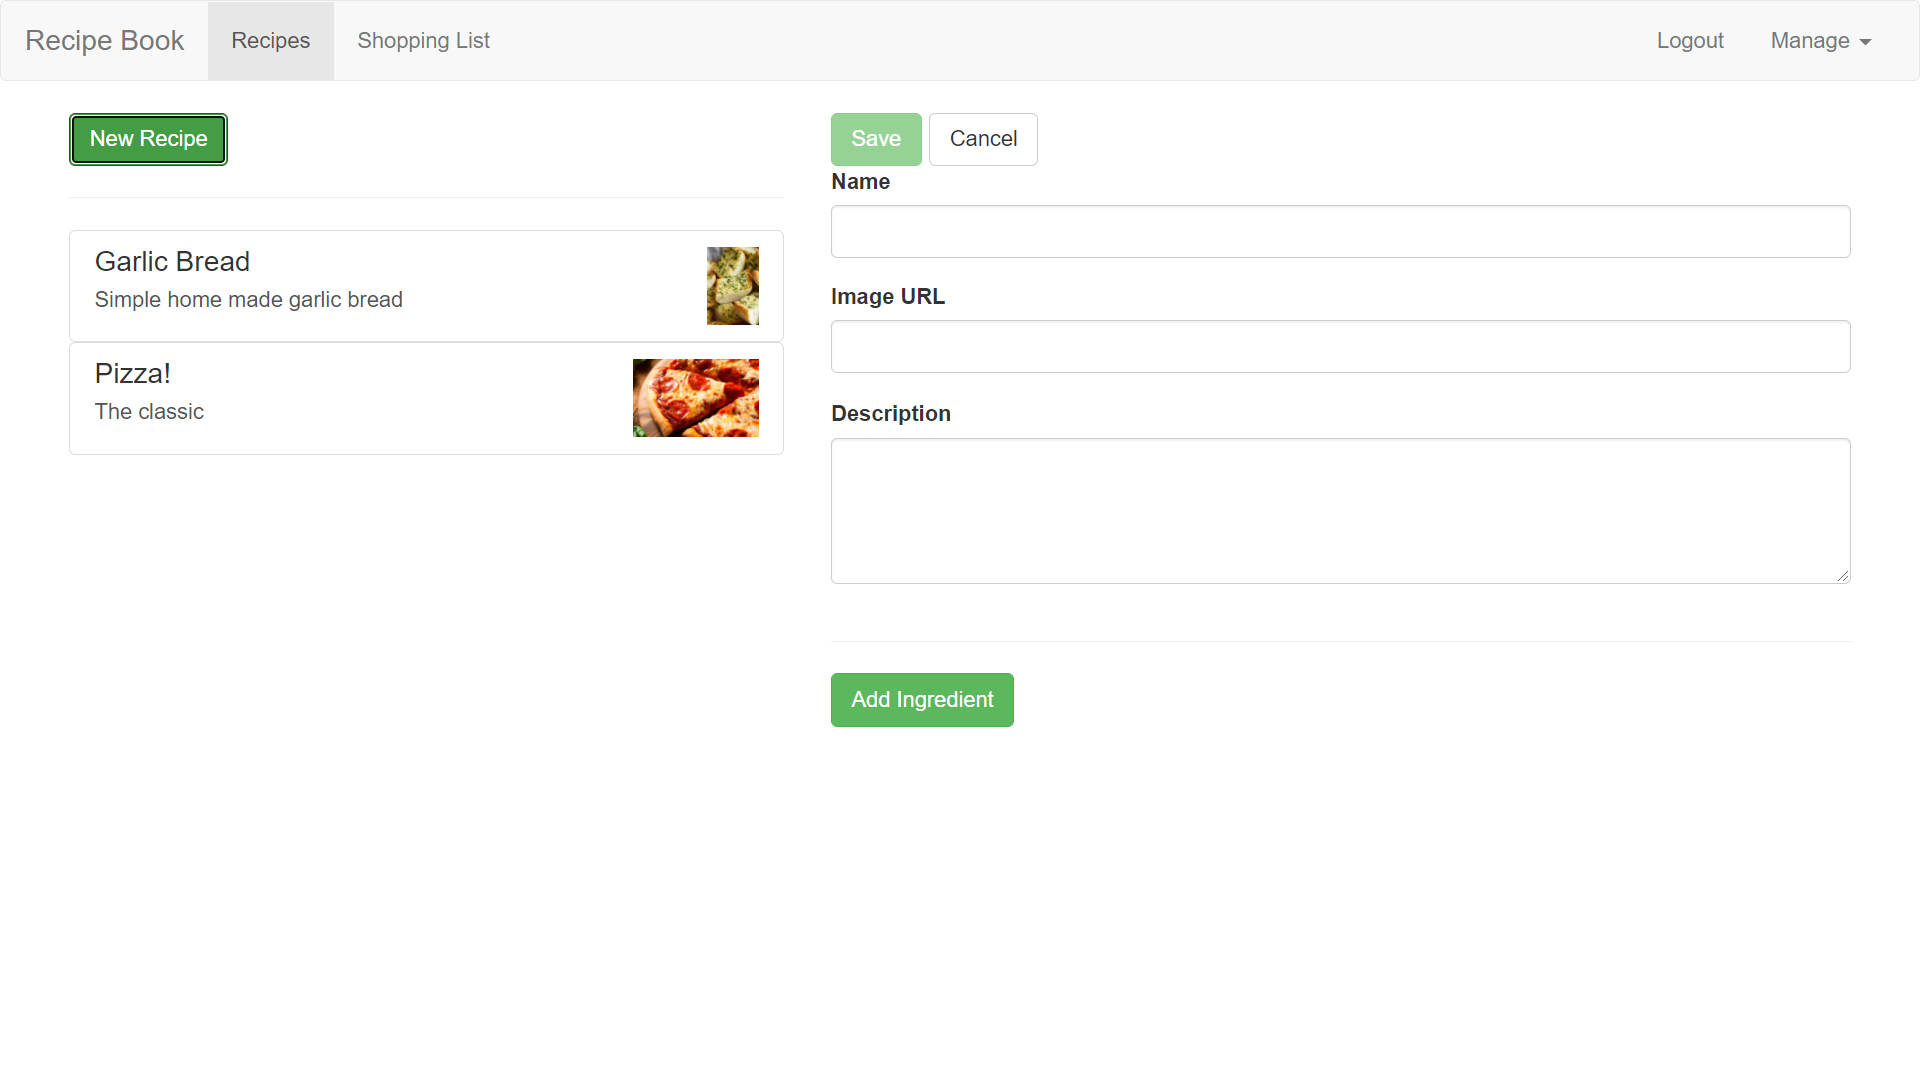 Recipe Book
Recipes
Shopping List
Logout
Manage
New Recipe
Garlic Bread
Simple home made garlic bread
Pizza!
The classic
Save
Cancel
Name
Image URL
Description
Add Ingredient